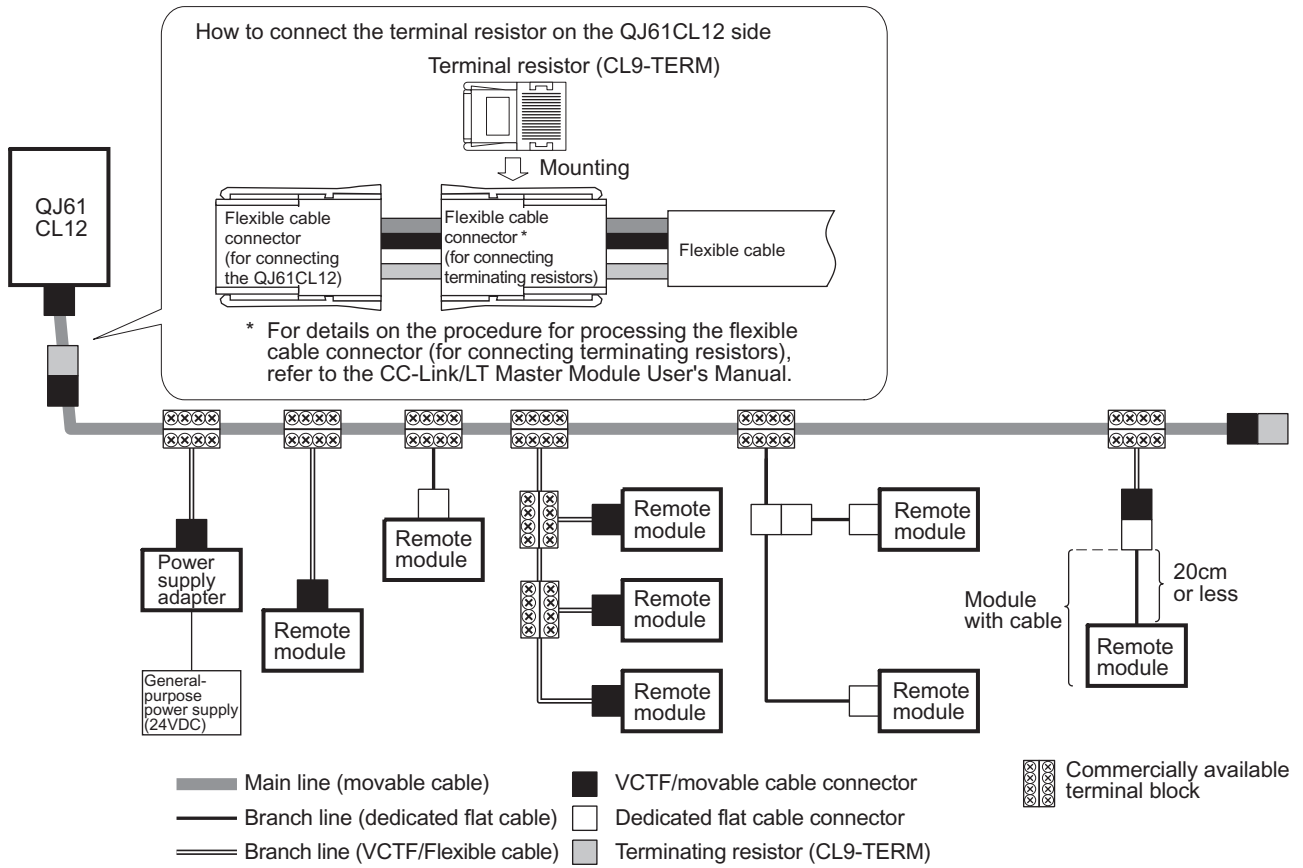 How to connect the terminal resistor on the QJ61CL12 side
Terminal resistor (CL9-TERM)
Mounting
QJ61
CL12
Flexible cable
connector
(for connecting
the QJ61CL12)
Flexible cable
connector *
(for connecting
terminating resistors)
Flexible cable
* For details on the procedure for processing the flexible
cable connector (for connecting terminating resistors),
refer to the CC-Link/LT Master Module User's Manual.
Power
supply
adapter
General-
purpose
power supply
(24VDC)
Remote
module
Remote
module
Remote
module
Remote
module
Remote
module
Remote
module
Remote
module
Module
with cable
20cm
or less
Remote
module
Main line (movable cable)
Branch line (dedicated flat cable)
Branch line (VCTF/Flexible cable)
VCTF/movable cable connector
Dedicated flat cable connector
Terminating resistor (CL9-TERM)
Commercially available
terminal block